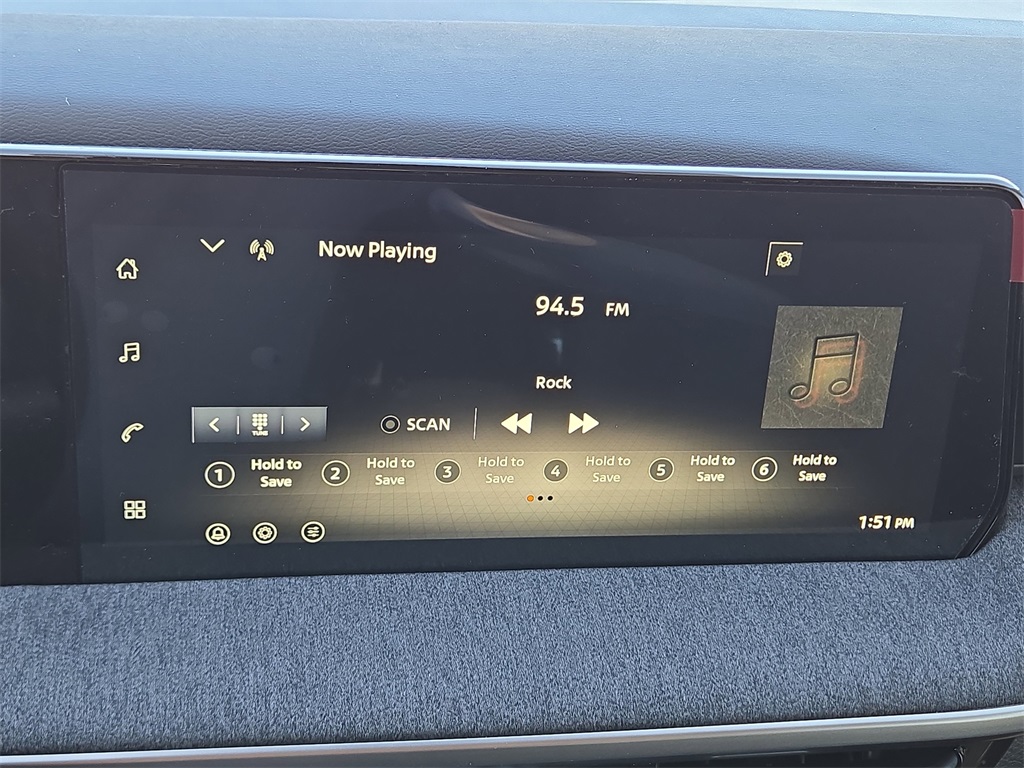 Now Playing
94.5 FM
Rock
TUNE
SCAN
1 Hold to Save
2 Hold to Save
3 Hold to Save
4 Hold to Save
5 Hold to Save
6 Hold to Save
1:51 PM